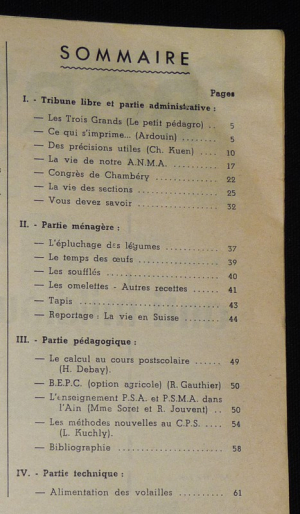 SOMMAIRE
Pages
I. - Tribune libre et partie administrative :
— Les Trois Grands (Le petit pédagro) .. 5
— Ce qui s'imprime... (Ardouin) ........ 5
— Des précisions utiles (Ch. Kuen) .... 10
— La vie de notre A.N.M.A. ............ 17
— Congrès de Chambéry ............... 22
— La vie des sections ................ 25
— Vous devez savoir .................. 32
II. - Partie ménagère :
— L'épluchage des légumes ............ 37
— Le temps des œufs ................. 39
— Les soufflés ........................ 40
— Les omelettes - Autres recettes ...... 41
— Tapis .............................. 43
— Reportage : La vie en Suisse ........ 44
III. - Partie pédagogique :
— Le calcul au cours postscolaire ...... 49
(H. Debay).
— B.E.P.C. (option agricole) (R. Gauthier) 50
— L'enseignement P.S.A. et P.S.M.A. dans
l'Ain (Mme Soret et R. Jouvent) .. 50
— Les méthodes nouvelles au C.P.S. .... 54
(L. Kuchly).
— Bibliographie ...................... 58
IV. - Partie technique :
— Alimentation des volailles .......... 61